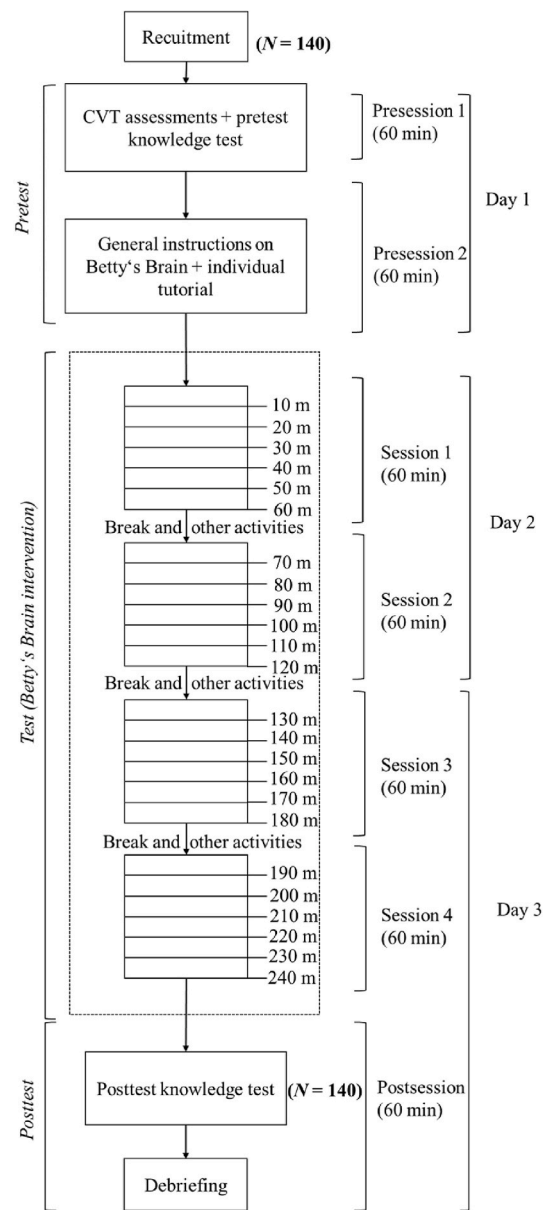 Recuitment
(N = 140)
CVT assessments + pretest
knowledge test
Presession 1
(60 min)
Pretest
Day 1
General instructions on
Betty‘s Brain + individual
tutorial
Presession 2
(60 min)
Test (Betty‘s Brain intervention)
10 m
20 m
30 m
40 m
50 m
60 m
Session 1
(60 min)
Break and other activities
Day 2
70 m
80 m
90 m
100 m
110 m
120 m
Session 2
(60 min)
Break and other activities
130 m
140 m
150 m
160 m
170 m
180 m
Session 3
(60 min)
Break and other activities
190 m
200 m
210 m
220 m
230 m
240 m
Session 4
(60 min)
Day 3
Posttest
Posttest knowledge test
(N = 140)
Postsession
(60 min)
Debriefing